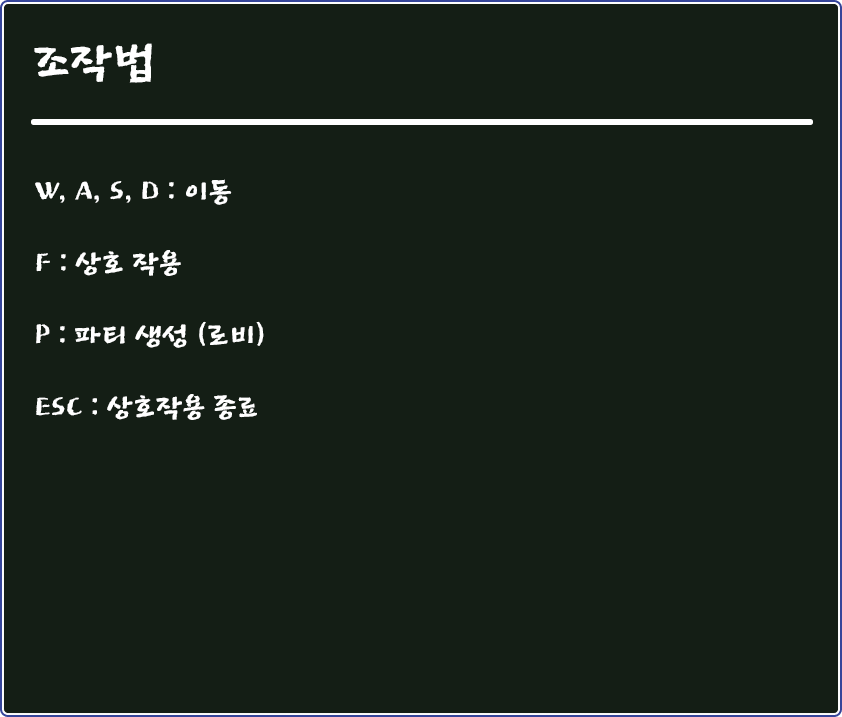 조작법
W, A, S, D : 이동
F : 상호 작용
P : 파티 생성 (로비)
ESC : 상호작용 종료